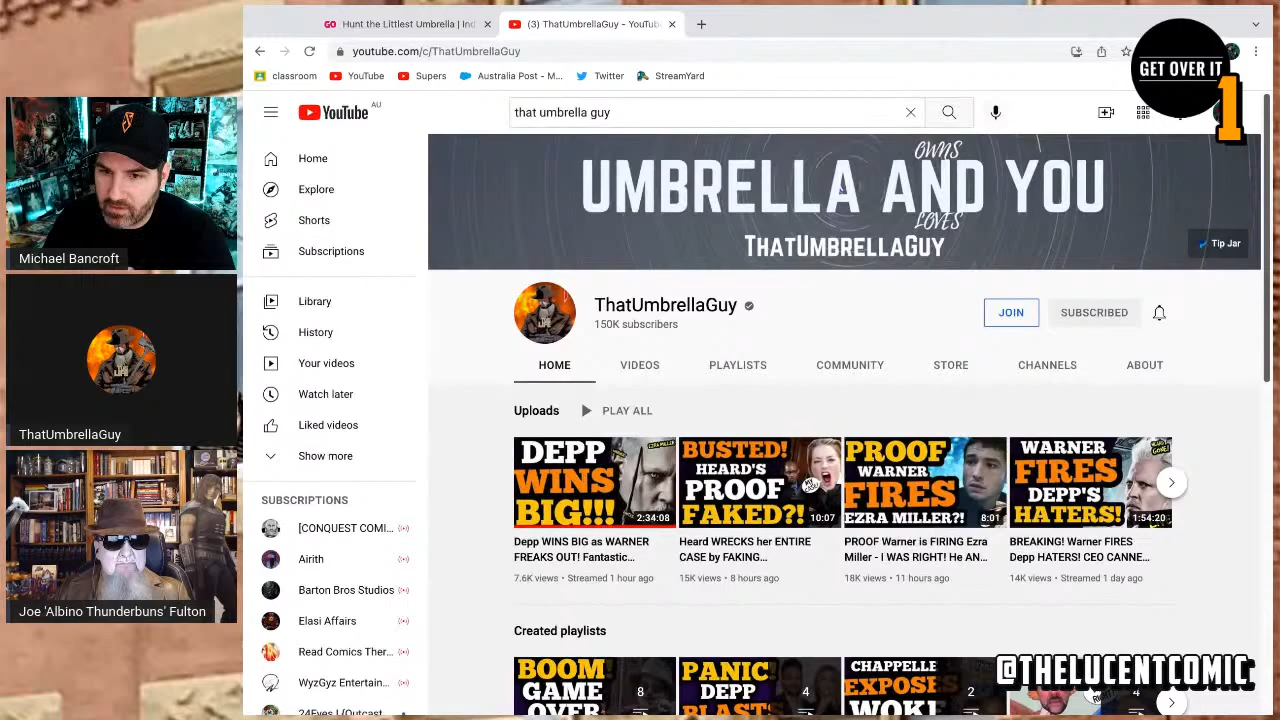 Hunt the Littlest Umbrella | Ind
(3) ThatUmbrellaGuy - YouTub
youtube.com/c/ThatUmbrellaGuy
classroom
YouTube
Supers
Australia Post - M...
Twitter
StreamYard
GET OVER IT
1
YouTube AU
that umbrella guy
Home
Explore
Shorts
Subscriptions
Library
History
Your videos
Watch later
Liked videos
Show more
SUBSCRIPTIONS
[CONQUEST COMI...
Airith
Barton Bros Studios
Elasi Affairs
Read Comics Ther...
WyzGyz Entertain...
24Eyes L/Outcast
OWNS
UMBRELLA AND YOU
LOVES
THATUMBRELLAGUY
Tip Jar
ThatUmbrellaGuy
150K subscribers
JOIN
SUBSCRIBED
HOME
VIDEOS
PLAYLISTS
COMMUNITY
STORE
CHANNELS
ABOUT
Uploads
PLAY ALL
DEPP
WINS
BIG!!!
EZRA MILLER?
2:34:08
BUSTED!
HEARD'S
PROOF
FAKED?!
10:07
PROOF
WARNER
FIRES
EZRA MILLER?!
8:01
WARNER
FIRES
DEPP'S
HATERS!
1:54:20
Depp WINS BIG as WARNER
FREAKS OUT! Fantastic...
7.6K views • Streamed 1 hour ago
Heard WRECKS her ENTIRE
CASE by FAKING...
15K views • 8 hours ago
PROOF Warner is FIRING Ezra
Miller - I WAS RIGHT! He AN...
18K views • 11 hours ago
BREAKING! Warner FIRES
Depp HATERS! CEO CANNE...
14K views • Streamed 1 day ago
Created playlists
BOOM
GAME
OVER
8
PANIC
DEPP
BLAST
4
CHAPPELLE
EXPOSE
WOK
2
4
@THELUCENTCOMIC
Michael Bancroft
ThatUmbrellaGuy
Joe 'Albino Thunderbuns' Fulton